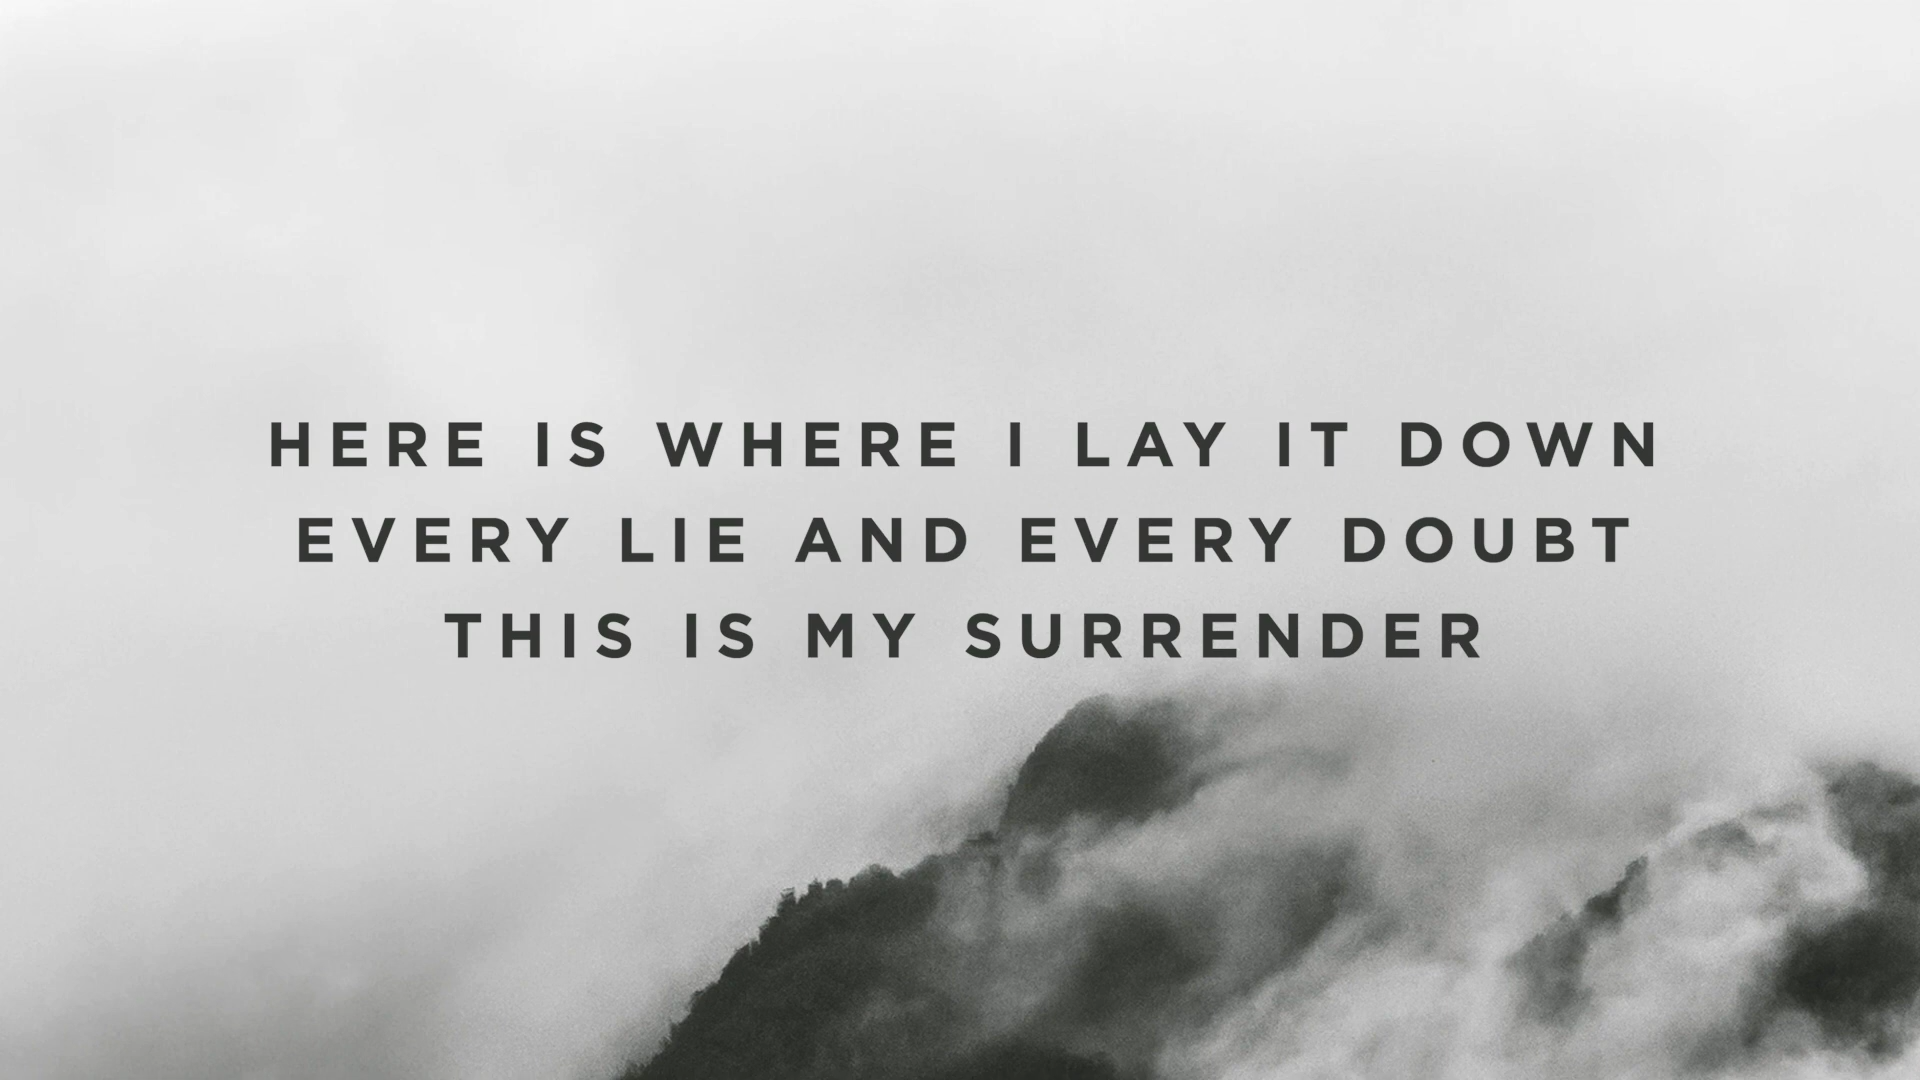 HERE IS WHERE I LAY IT DOWN
EVERY LIE AND EVERY DOUBT
THIS IS MY SURRENDER